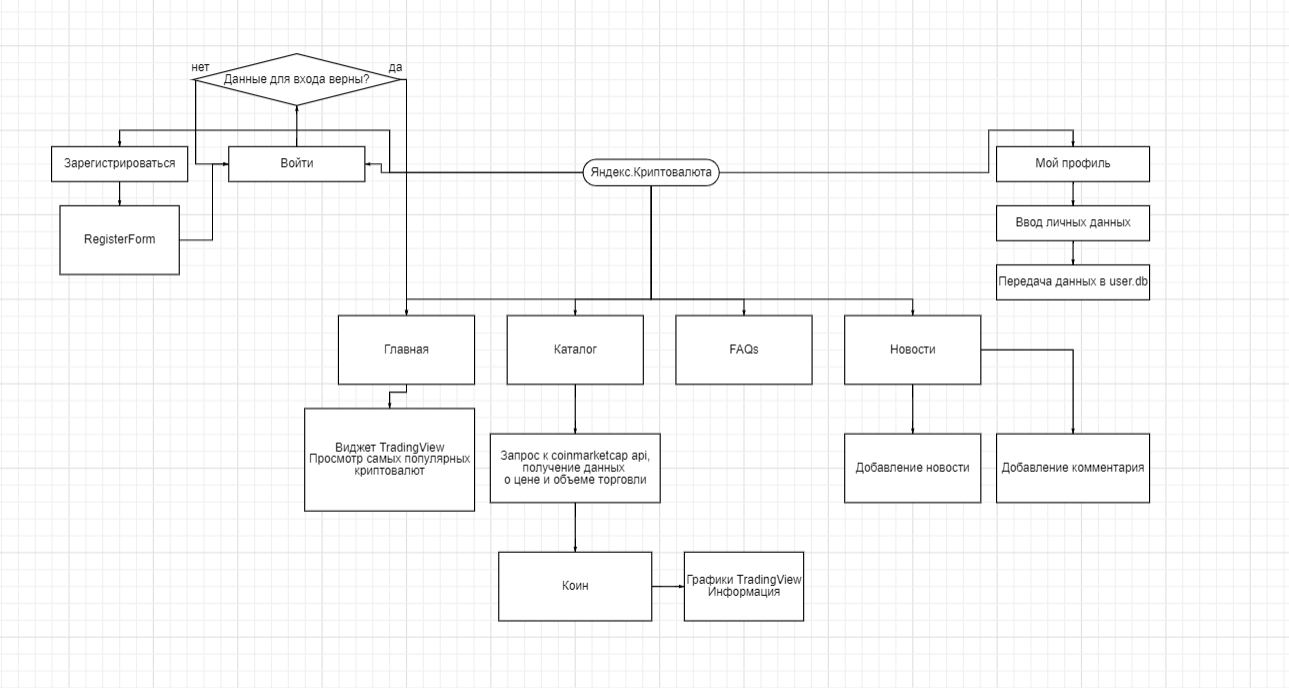 нет
да
Данные для входа верны?
Зарегистрироваться
Войти
Яндекс.Криптовалюта
Мой профиль
RegisterForm
Ввод личных данных
Передача данных в user.db
Главная
Каталог
FAQs
Новости
Виджет TradingView
Просмотр самых популярных
криптовалют
Запрос к coinmarketcap api,
получение данных
о цене и объеме торговли
Добавление новости
Добавление комментария
Коин
Графики TradingView
Информация